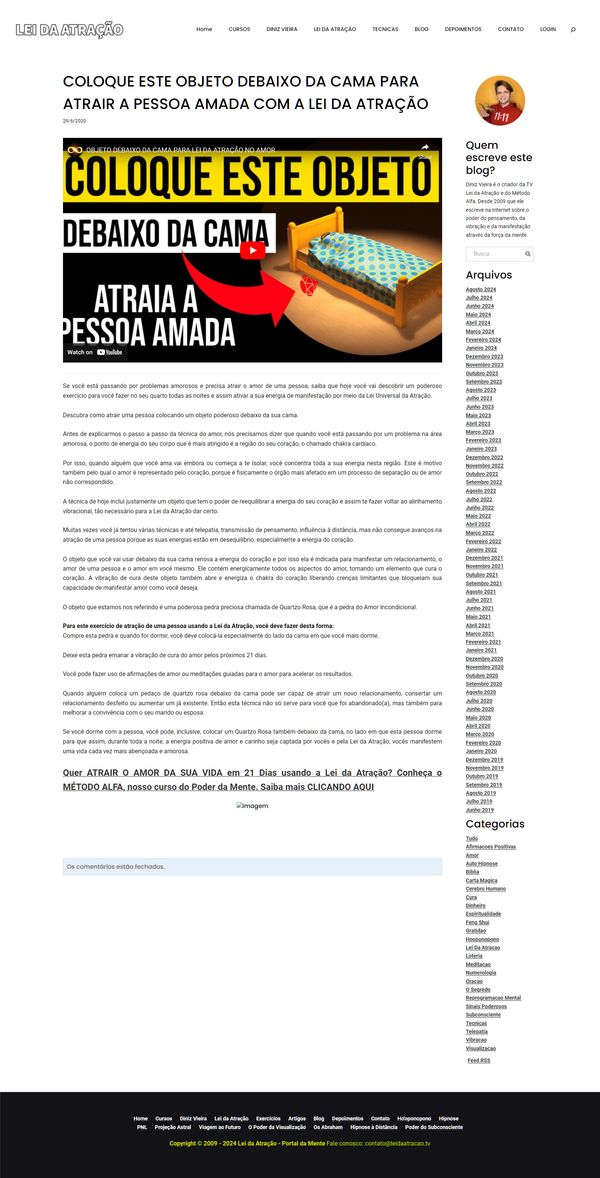 LEI DA ATRAÇÃO
Home CURSOS DINIZ VIEIRA LEI DA ATRAÇÃO TECNICAS BLOG DEPOIMENTOS CONTATO LOGIN
COLOQUE ESTE OBJETO DEBAIXO DA CAMA PARA
ATRAIR A PESSOA AMADA COM A LEI DA ATRAÇÃO
29/6/2020
OBJETO DEBAIXO DA CAMA PARA LEI DA ATRAÇÃO NO AMOR
COLOQUE ESTE OBJETO
DEBAIXO DA CAMA
ATRAIA A
PESSOA AMADA
Watch on YouTube
Se você está passando por problemas amorosos e precisa atrair o amor de uma pessoa, saiba que hoje você vai descobrir um poderoso
exercício para você fazer no seu quarto todas as noites e assim ativar a sua energia de manifestação por meio da Lei Universal da Atração.
Descubra como atrair uma pessoa colocando um objeto poderoso debaixo da sua cama.
Antes de explicarmos o passo a passo da técnica do amor, nós precisamos dizer que quando você está passando por um problema na área
amorosa, o ponto de energia do seu corpo que é mais atingido é a região do seu coração, o chamado chakra cardíaco.
Por isso, quando alguém que você ama vai embora ou começa a te isolar, você concentra toda a sua energia nesta região. Este é motivo
também pelo qual o amor é representado pelo coração, porque é fisicamente o órgão mais afetado em um processo de separação ou de amor
não correspondido.
A técnica de hoje inclui justamente um objeto que tem o poder de reequilibrar a energia do seu coração e assim te fazer voltar ao alinhamento
vibracional, tão necessário para a Lei da Atração dar certo.
Muitas vezes você já tentou várias técnicas e até telepatia, transmissão de pensamento, influência à distância, mas não consegue avanços na
atração de uma pessoa porque as suas energias estão em desequilíbrio, especialmente a energia do coração.
O objeto que você vai usar debaixo da sua cama renova a energia do coração e por isso ela é indicada para manifestar um relacionamento, o
amor de uma pessoa e o amor em você mesmo. Ele contém energicamente todos os aspectos do amor, tornando um elemento que cura o
coração. A vibração de cura deste objeto também abre e energiza o chakra do coração liberando crenças limitantes que bloqueiam sua
capacidade de manifestar amor como você deseja.
O objeto que estamos nos referindo é uma poderosa pedra preciosa chamada de Quartzo Rosa, que é a pedra do Amor Incondicional.
Para este exercício de atração de uma pessoa usando a Lei da Atração, você deve fazer desta forma:
Compre esta pedra e quando for dormir, você deve colocá-la especialmente do lado da cama em que você mais dorme.
Deixe esta pedra emanar a vibração de cura do amor pelos próximos 21 dias.
Você pode fazer uso de afirmações de amor ou meditações guiadas para o amor para acelerar os resultados.
Quando alguém coloca um pedaço de quartzo rosa debaixo da cama pode ser capaz de atrair um novo relacionamento, consertar um
relacionamento desfeito ou aumentar um já existente. Então esta técnica não só serve para você que foi abandonado(a), mas também para
melhorar a convivência com o seu marido ou esposa.
Se você dorme com a pessoa, você pode, inclusive, colocar um Quartzo Rosa também debaixo da cama, no lado em que esta pessoa dorme
para que assim, durante toda a noite, a energia positiva de amor e carinho seja captada por vocês e pela Lei da Atração, vocês manifestem
uma vida cada vez mais abençoada e amorosa.
Quer ATRAIR O AMOR DA SUA VIDA em 21 Dias usando a Lei da Atração? Conheça o
MÉTODO ALFA, nosso curso do Poder da Mente. Saiba mais CLICANDO AQUI
Imagem
Os comentários estão fechados.
11:11
Quem
escreve este
blog?
Diniz Vieira é o criador da TV
Lei da Atração e do Método
Alfa. Desde 2009 que ele
escreve na Internet sobre o
poder do pensamento, da
vibração e da manifestação
através da força da mente.
Busca
Arquivos
Agosto 2024
Julho 2024
Junho 2024
Maio 2024
Abril 2024
Março 2024
Fevereiro 2024
Janeiro 2024
Dezembro 2023
Novembro 2023
Outubro 2023
Setembro 2023
Agosto 2023
Julho 2023
Junho 2023
Maio 2023
Abril 2023
Março 2023
Fevereiro 2023
Janeiro 2023
Dezembro 2022
Novembro 2022
Outubro 2022
Setembro 2022
Agosto 2022
Julho 2022
Junho 2022
Maio 2022
Abril 2022
Março 2022
Fevereiro 2022
Janeiro 2022
Dezembro 2021
Novembro 2021
Outubro 2021
Setembro 2021
Agosto 2021
Julho 2021
Junho 2021
Maio 2021
Abril 2021
Março 2021
Fevereiro 2021
Janeiro 2021
Dezembro 2020
Novembro 2020
Outubro 2020
Setembro 2020
Agosto 2020
Julho 2020
Junho 2020
Maio 2020
Abril 2020
Março 2020
Fevereiro 2020
Janeiro 2020
Dezembro 2019
Novembro 2019
Outubro 2019
Setembro 2019
Agosto 2019
Julho 2019
Junho 2019
Categorias
Tudo
Afirmacoes Positivas
Amor
Auto Hipnose
Biblia
Carta Magica
Cerebro Humano
Cura
Dinheiro
Espiritualidade
Feng Shui
Gratidao
Hooponopono
Lei Da Atracao
Loteria
Meditacao
Numerologia
Oracao
O Segredo
Reprogramacao Mental
Sinais Poderosos
Subconsciente
Tecnicas
Telepatia
Vibracao
Visualizacao
Feed RSS
Home Cursos Diniz Vieira Lei da Atração Exercícios Artigos Blog Depoimentos Contato Ho'oponopono Hipnose
PNL Projeção Astral Viagem ao Futuro O Poder da Visualização Os Abraham Hipnose à Distância Poder do Subconsciente
Copyright © 2009 - 2024 Lei da Atração - Portal da Mente Fale conosco: contato@leidaatracao.tv